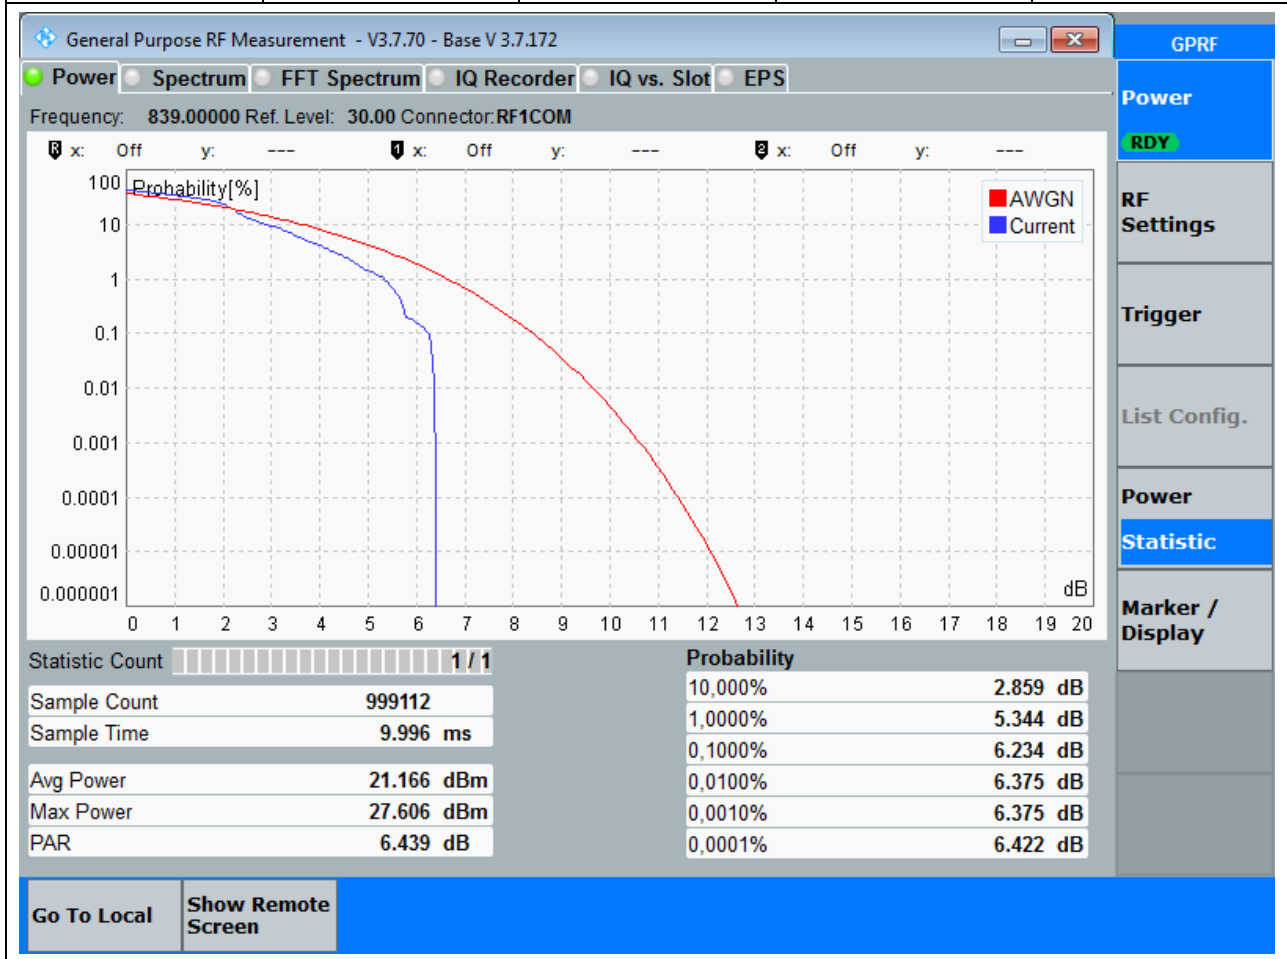 General Purpose RF Measurement - V3.7.70 - Base V 3.7.172
GPRF
Power Spectrum FFT Spectrum IQ Recorder IQ vs. Slot EPS
Frequency: 839.00000 Ref. Level: 30.00 Connector:RF1COM
R x: Off y: --- 1 x: Off y: --- 2 x: Off y: ---
Probability[%]
100
10
1
0.1
0.01
0.001
0.0001
0.00001
0.000001
AWGN
Current
dB
0 1 2 3 4 5 6 7 8 9 10 11 12 13 14 15 16 17 18 19 20
Statistic Count 1 / 1
Sample Count 999112
Sample Time 9.996 ms
Avg Power 21.166 dBm
Max Power 27.606 dBm
PAR 6.439 dB
Probability
10,000% 2.859 dB
1,0000% 5.344 dB
0,1000% 6.234 dB
0,0100% 6.375 dB
0,0010% 6.375 dB
0,0001% 6.422 dB
Power
RDY
RF
Settings
Trigger
List Config.
Power
Statistic
Marker /
Display
Go To Local
Show Remote
Screen